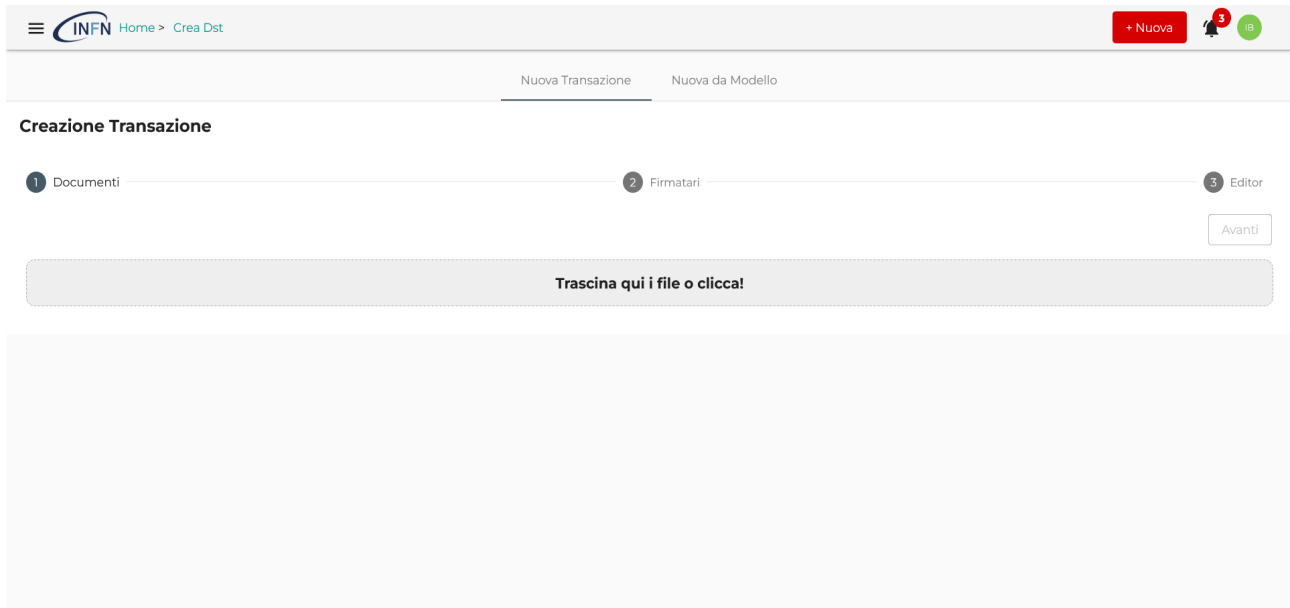 INFN Home > Crea Dst + Nuova 3 IB
Nuova Transazione Nuova da Modello
Creazione Transazione
1 Documenti 2 Firmatari 3 Editor
Avanti
Trascina qui i file o clicca!